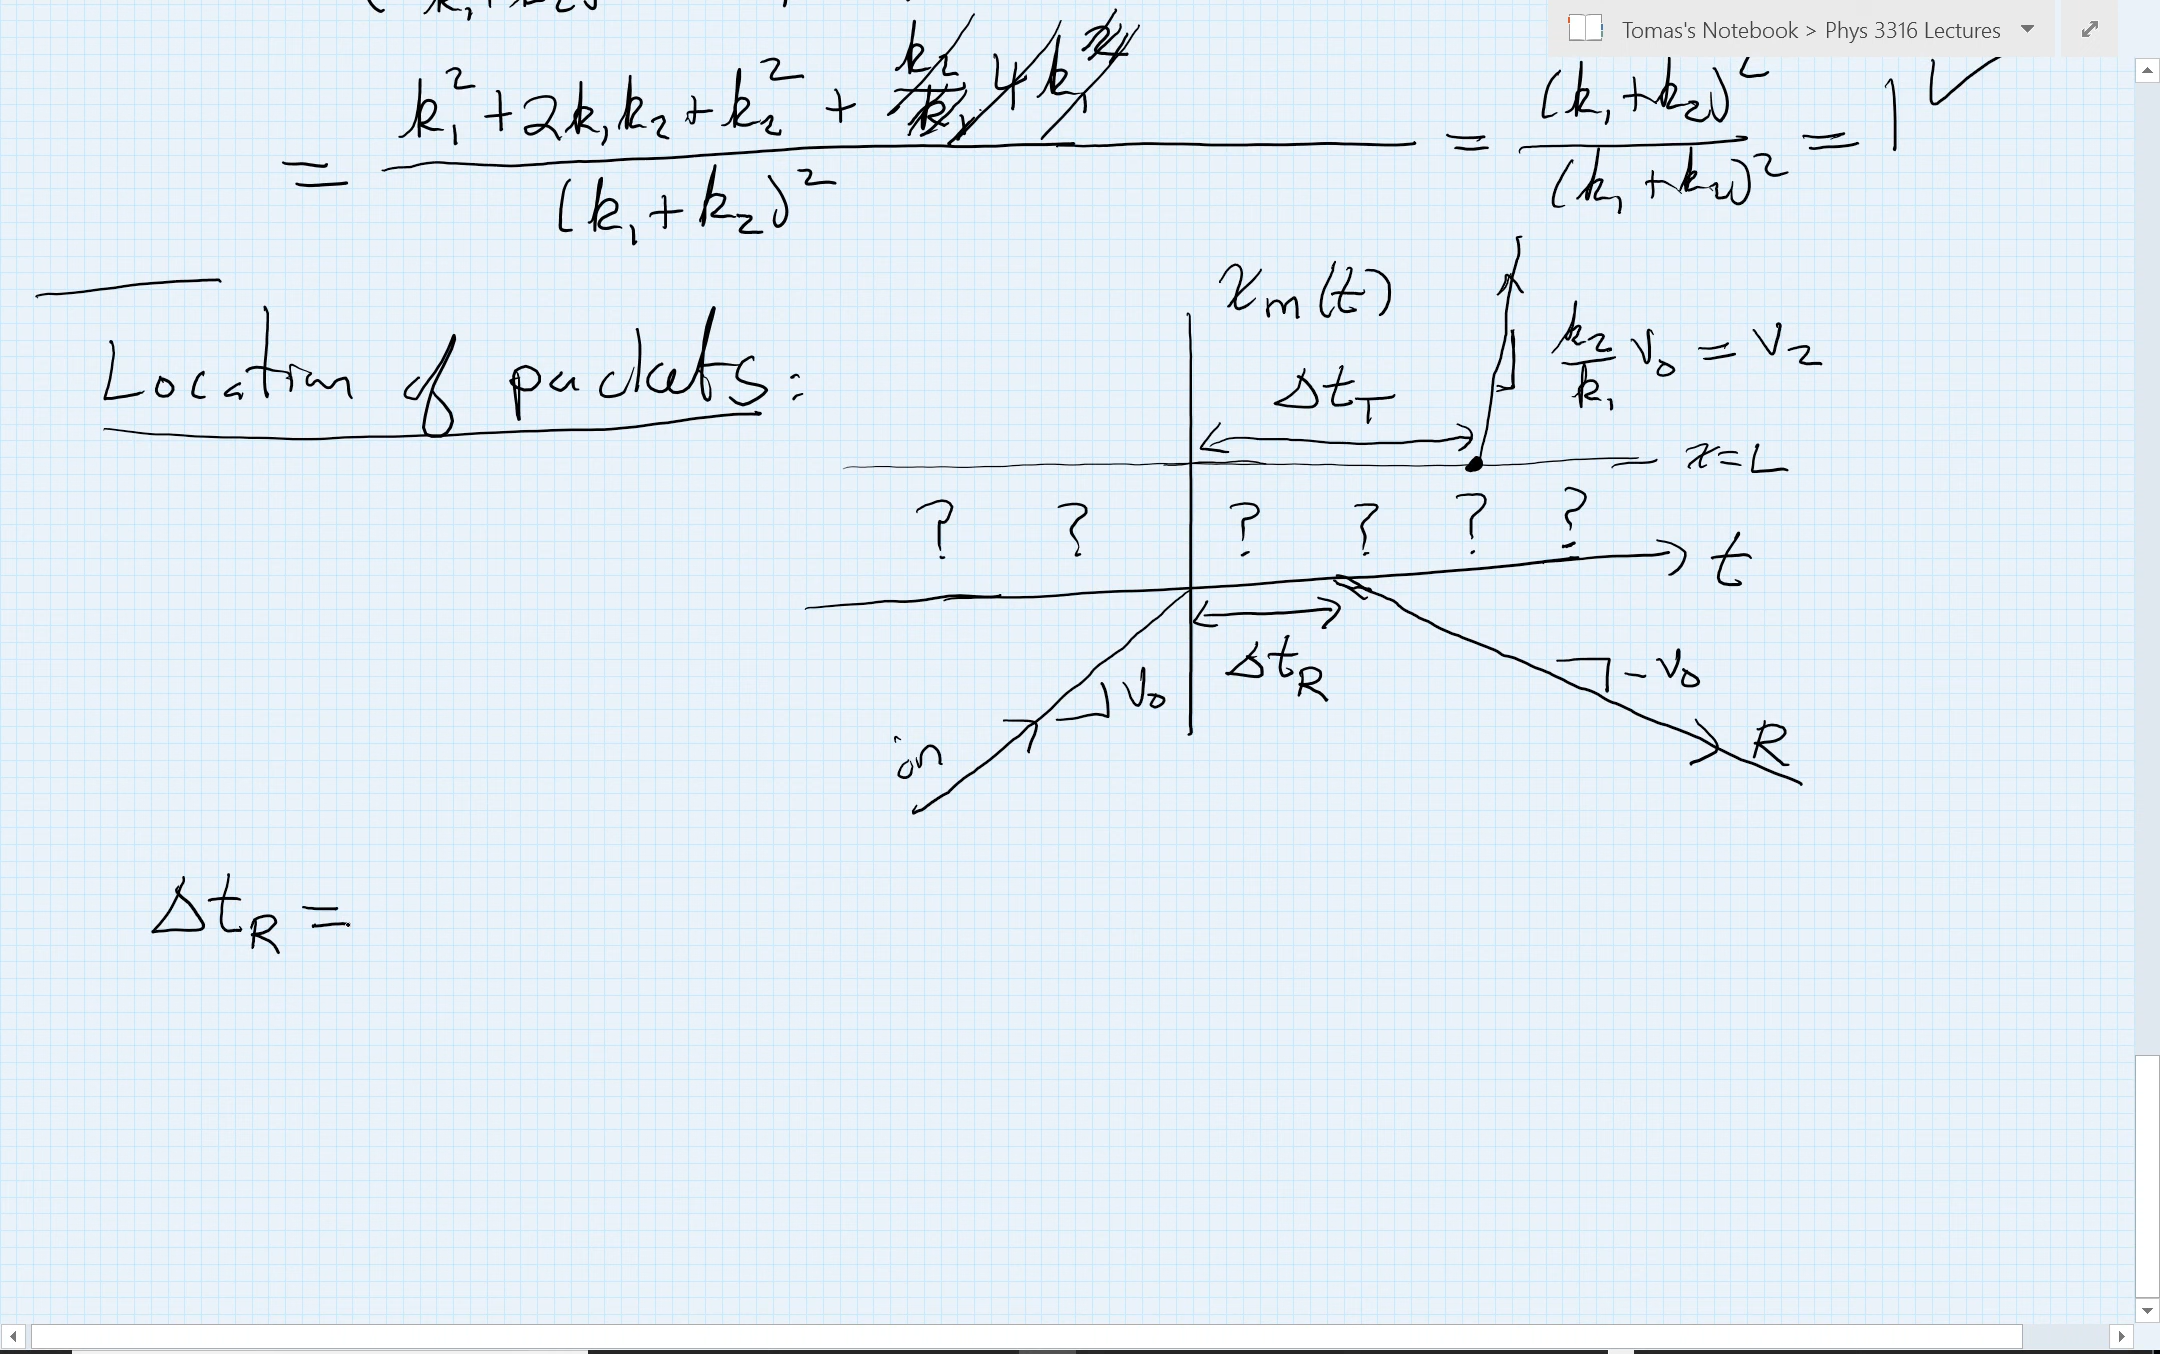 Tomas's Notebook > Phys 3316 Lectures
= (k₁² + 2k₁k₂ + k₂² + k₂/k₁ 4k₁²) / (k₁+k₂)² = (k₁+k₂)² / (k₁+k₂)² = 1 ✓
Location of packets:
x_m(t)
k₂/k₁ v₀ = v₂
Δt_T
x=L
? ? ? ? ? ?
t
Δt_R
v₀
-v₀
in
R
Δt_R =